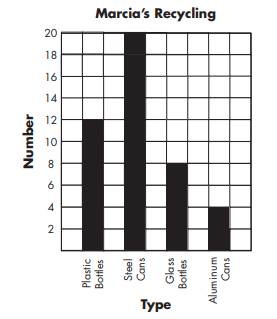 Marcia's Recycling
20
18
16
14
12
10
8
6
4
2
Number
Plastic
Bottles
Steel
Cans
Glass
Bottles
Aluminum
Cans
Type